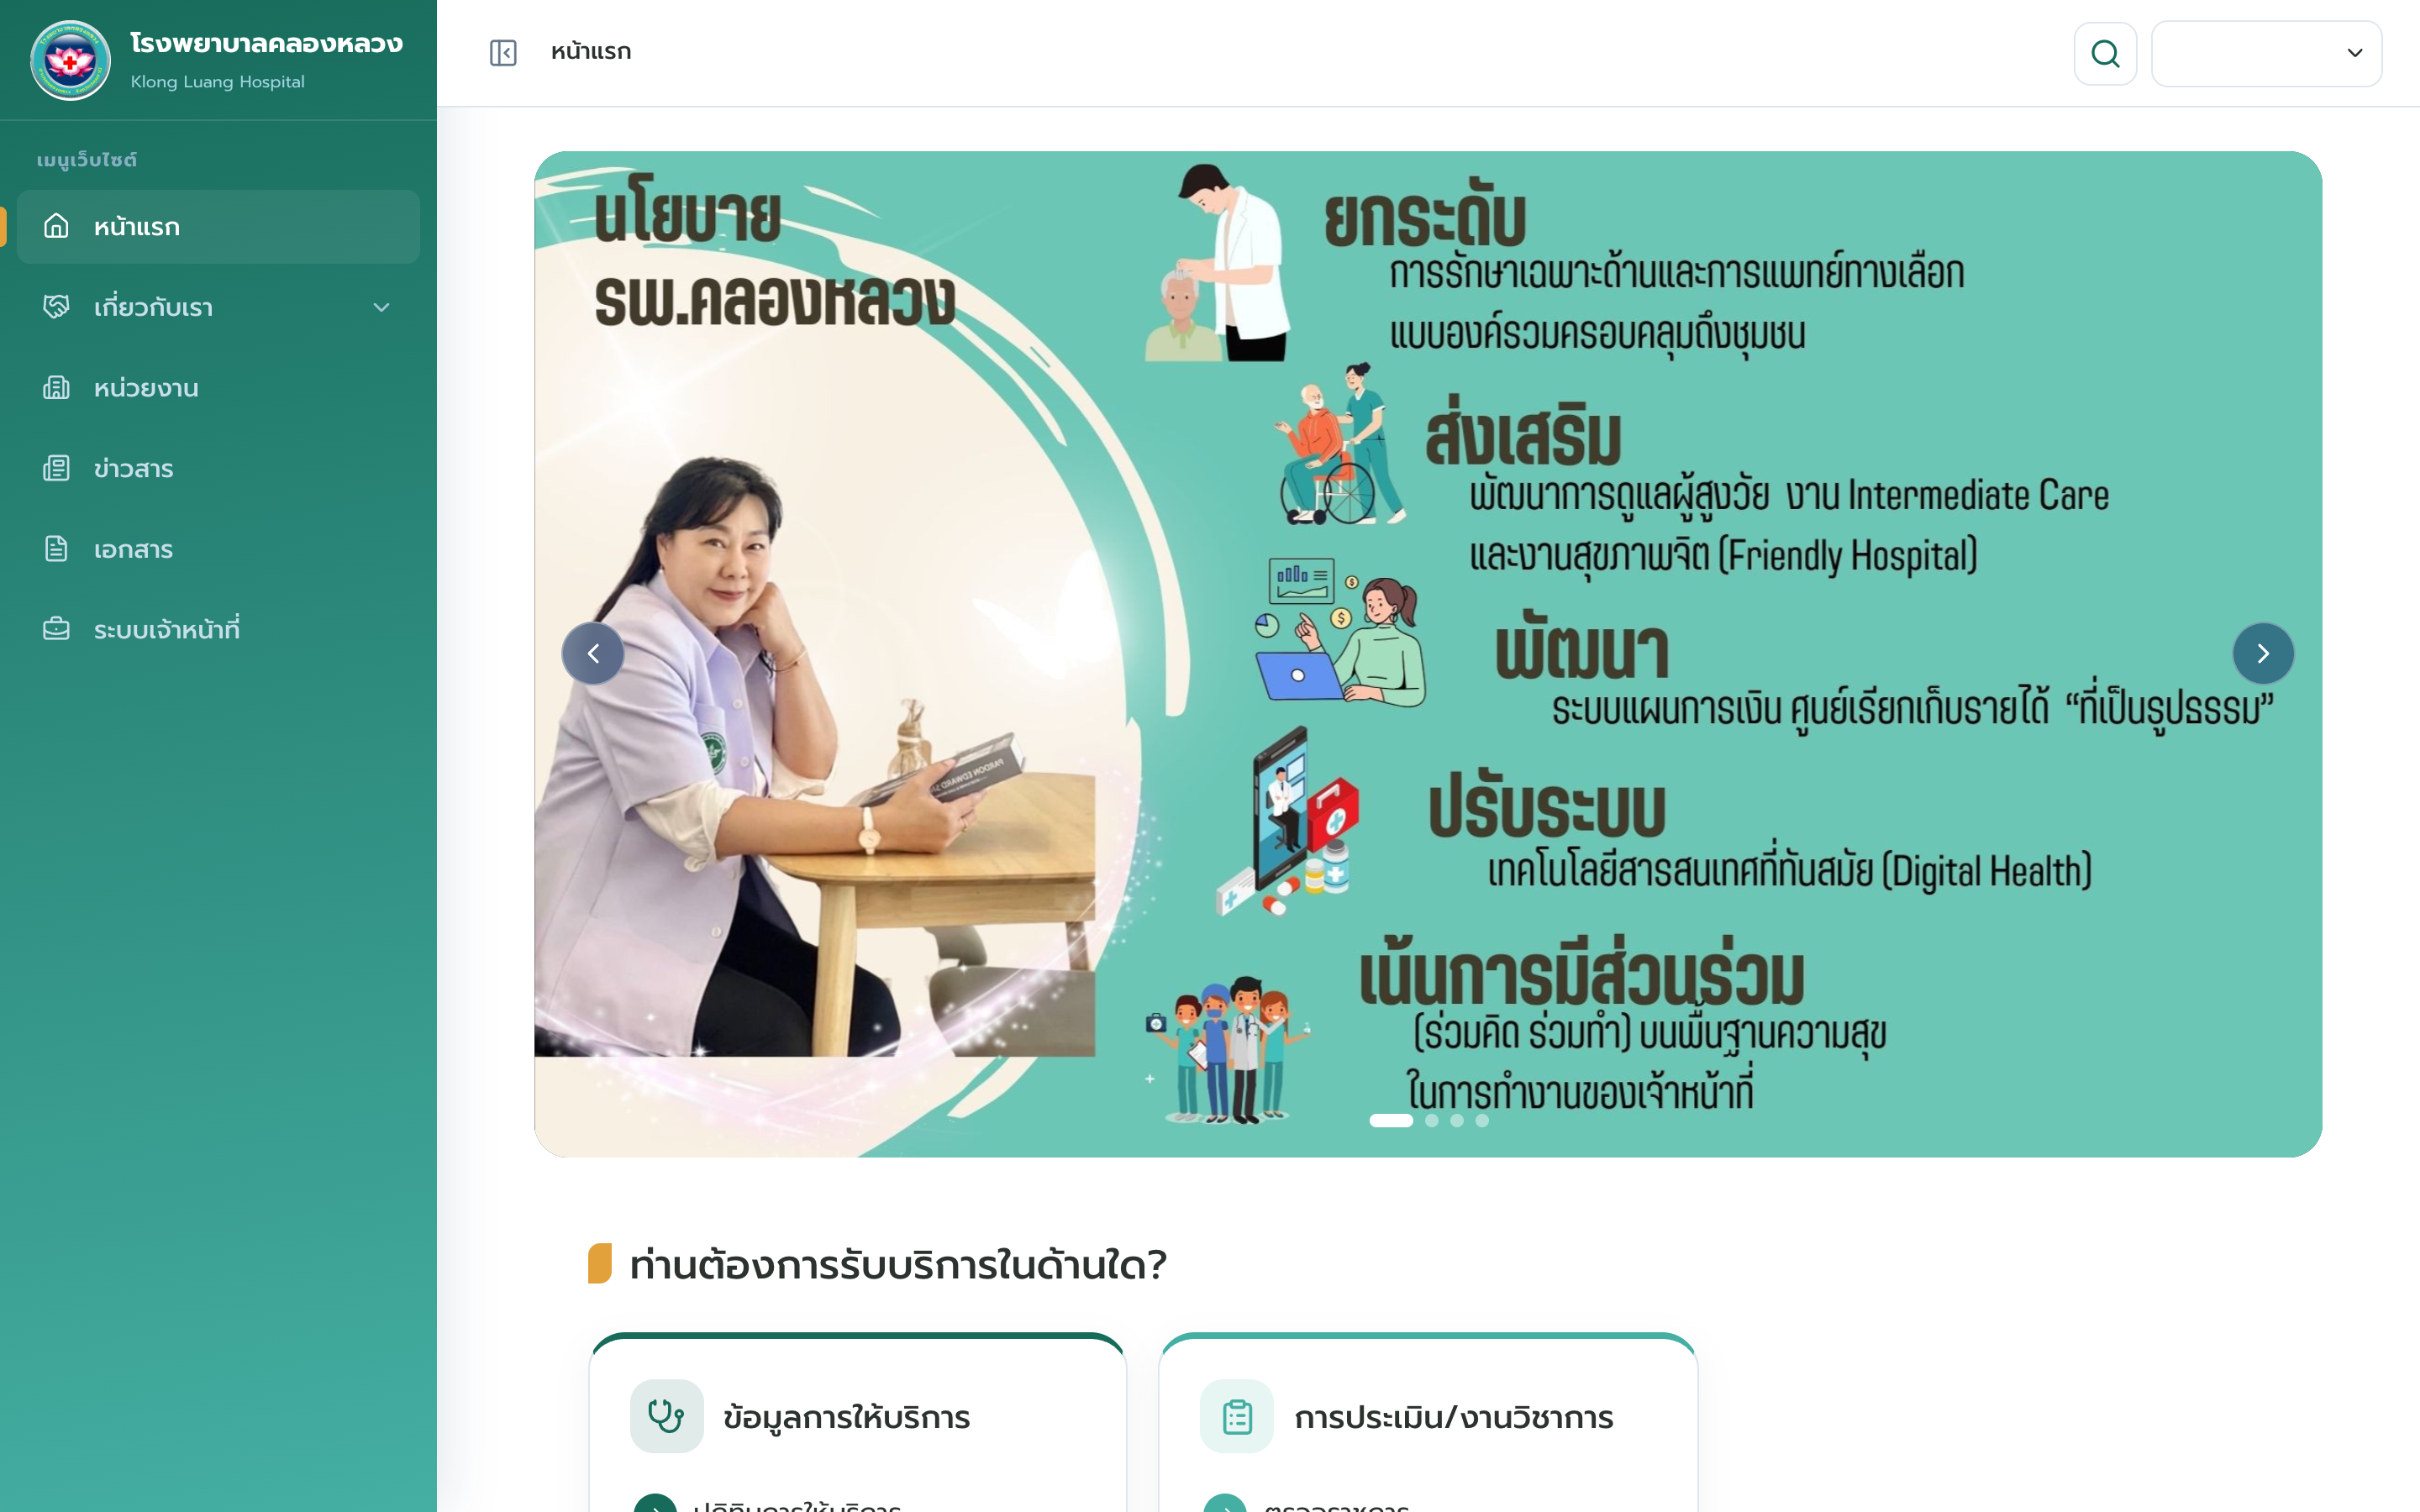 โรงพยาบาลคลองหลวง
Klong Luang Hospital
เมนูเว็บไซต์
หน้าแรก
เกี่ยวกับเรา
หน่วยงาน
ข่าวสาร
เอกสาร
ระบบเจ้าหน้าที่
หน้าแรก
นโยบาย
รพ.คลองหลวง
ยกระดับ
การรักษาเฉพาะด้านและการแพทย์ทางเลือก
แบบองค์รวมครอบคลุมถึงชุมชน
ส่งเสริม
พัฒนาการดูแลผู้สูงวัย งาน Intermediate Care
และงานสุขภาพจิต (Friendly Hospital)
พัฒนา
ระบบแผนการเงิน ศูนย์เรียกเก็บรายได้ “ที่เป็นรูปธรรม”
ปรับระบบ
เทคโนโลยีสารสนเทศที่ทันสมัย (Digital Health)
เน้นการมีส่วนร่วม
(ร่วมคิด ร่วมทำ) บนพื้นฐานความสุข
ในการทำงานของเจ้าหน้าที่
ท่านต้องการรับบริการในด้านใด?
ข้อมูลการให้บริการ
การประเมิน/งานวิชาการ